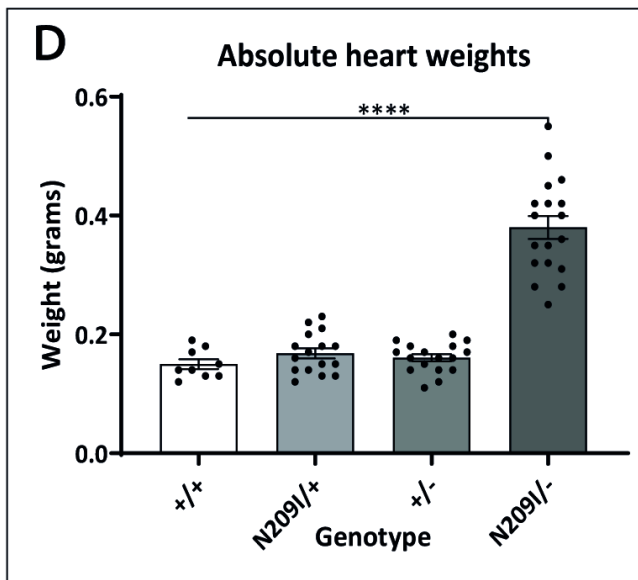 D
Absolute heart weights
****
Weight (grams)
0.6
0.4
0.2
0.0
+/+
N209I/+
+/-
N209I/-
Genotype